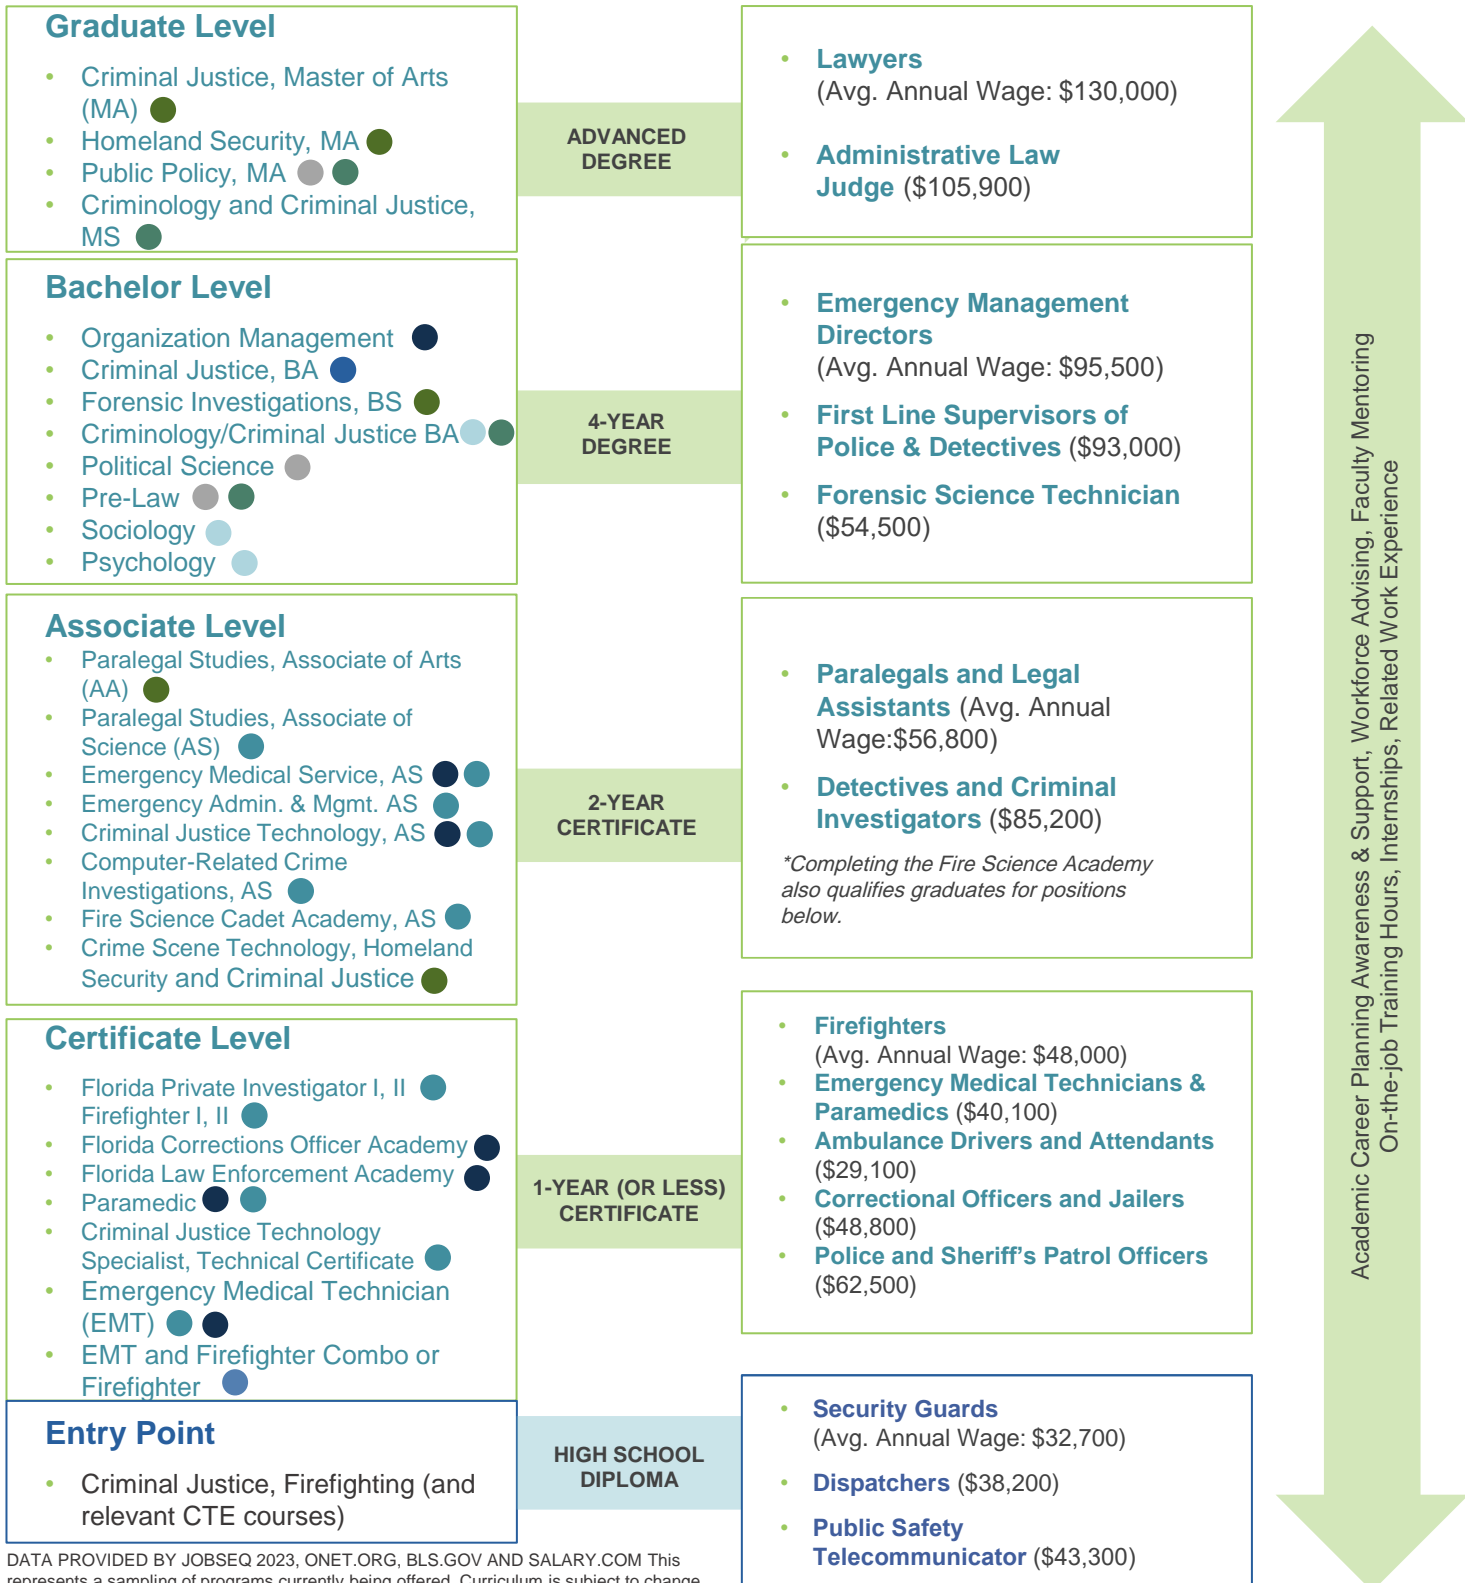 Graduate Level
• Criminal Justice, Master of Arts
(MA)
• Homeland Security, MA
• Public Policy, MA
• Criminology and Criminal Justice,
MS
ADVANCED
DEGREE
• Lawyers
(Avg. Annual Wage: $130,000)
• Administrative Law
Judge ($105,900)
Bachelor Level
• Organization Management
• Criminal Justice, BA
• Forensic Investigations, BS
• Criminology/Criminal Justice BA
• Political Science
• Pre-Law
• Sociology
• Psychology
4-YEAR
DEGREE
• Emergency Management
Directors
(Avg. Annual Wage: $95,500)
• First Line Supervisors of
Police & Detectives ($93,000)
• Forensic Science Technician
($54,500)
Associate Level
• Paralegal Studies, Associate of Arts
(AA)
• Paralegal Studies, Associate of
Science (AS)
• Emergency Medical Service, AS
• Emergency Admin. & Mgmt. AS
• Criminal Justice Technology, AS
• Computer-Related Crime
Investigations, AS
• Fire Science Cadet Academy, AS
• Crime Scene Technology, Homeland
Security and Criminal Justice
2-YEAR
CERTIFICATE
• Paralegals and Legal
Assistants (Avg. Annual
Wage:$56,800)
• Detectives and Criminal
Investigators ($85,200)
*Completing the Fire Science Academy
also qualifies graduates for positions
below.
Certificate Level
• Florida Private Investigator I, II
Firefighter I, II
• Florida Corrections Officer Academy
• Florida Law Enforcement Academy
• Paramedic
• Criminal Justice Technology
Specialist, Technical Certificate
• Emergency Medical Technician
(EMT)
• EMT and Firefighter Combo or
Firefighter
1-YEAR (OR LESS)
CERTIFICATE
• Firefighters
(Avg. Annual Wage: $48,000)
• Emergency Medical Technicians &
Paramedics ($40,100)
• Ambulance Drivers and Attendants
($29,100)
• Correctional Officers and Jailers
($48,800)
• Police and Sheriff’s Patrol Officers
($62,500)
Entry Point
• Criminal Justice, Firefighting (and
relevant CTE courses)
HIGH SCHOOL
DIPLOMA
• Security Guards
(Avg. Annual Wage: $32,700)
• Dispatchers ($38,200)
• Public Safety
Telecommunicator ($43,300)
Academic Career Planning Awareness & Support, Workforce Advising, Faculty Mentoring
On-the-job Training Hours, Internships, Related Work Experience
DATA PROVIDED BY JOBSEQ 2023, ONET.ORG, BLS.GOV AND SALARY.COM This
represents a sampling of programs currently being offered. Curriculum is subject to change